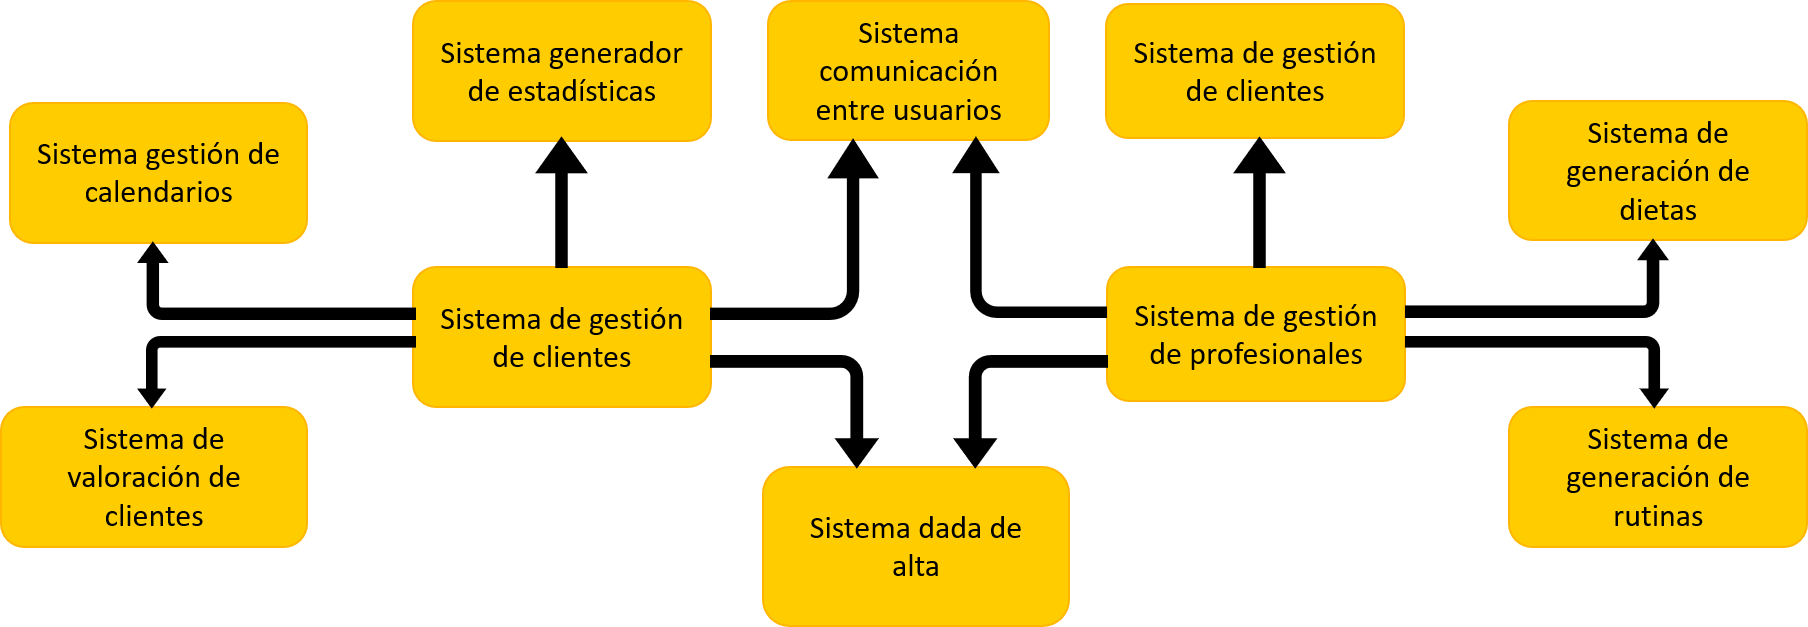 Sistema generador
de estadísticas
Sistema
comunicación
entre usuarios
Sistema de gestión
de clientes
Sistema gestión de
calendarios
Sistema de
generación de
dietas
Sistema de gestión
de clientes
Sistema de gestión
de profesionales
Sistema de
valoración de
clientes
Sistema dada de
alta
Sistema de
generación de
rutinas